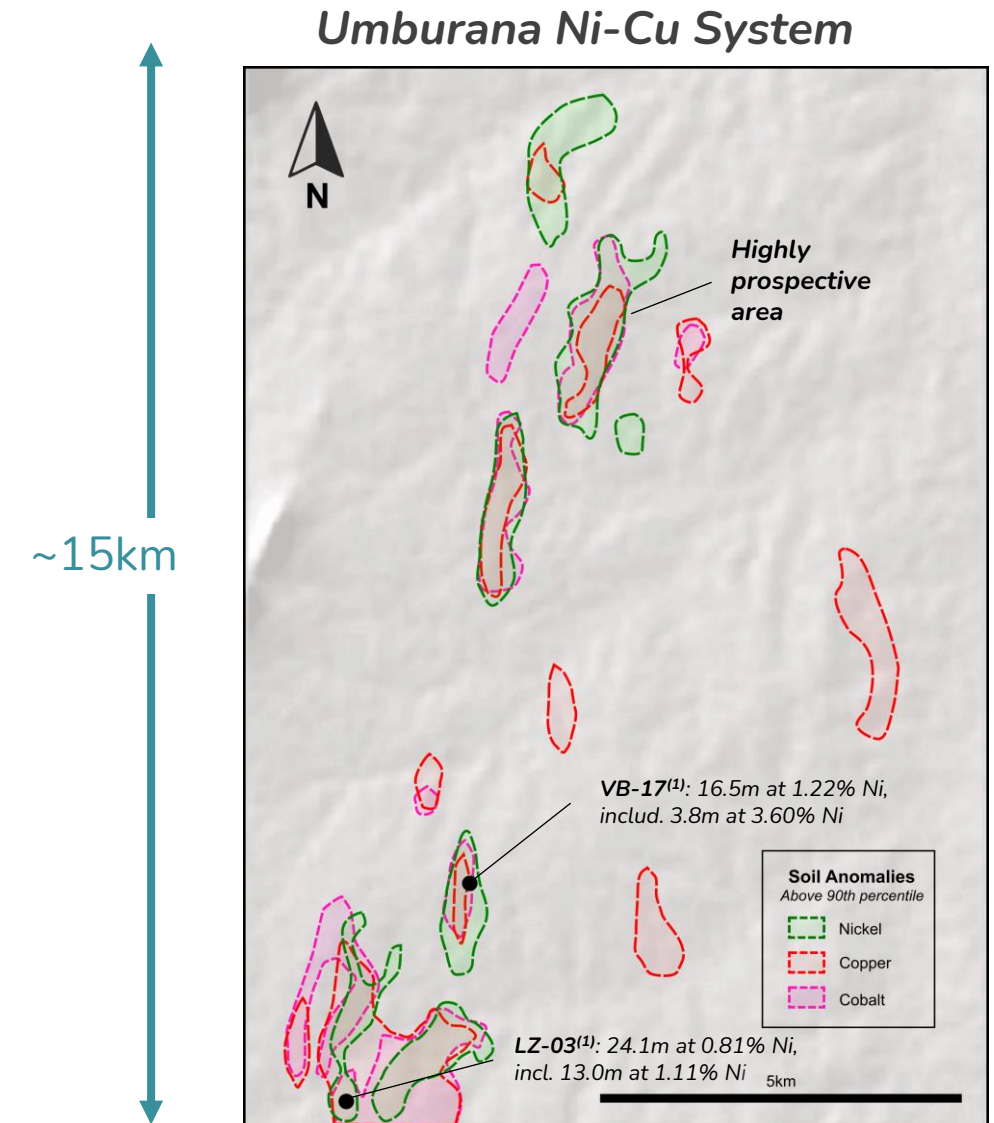 Umburana Ni-Cu System
N
Highly
prospective
area
~15km
VB-17⁽¹⁾: 16.5m at 1.22% Ni,
includ. 3.8m at 3.60% Ni
Soil Anomalies
Above 90th percentile
Nickel
Copper
Cobalt
LZ-03⁽¹⁾: 24.1m at 0.81% Ni,
incl. 13.0m at 1.11% Ni
5km